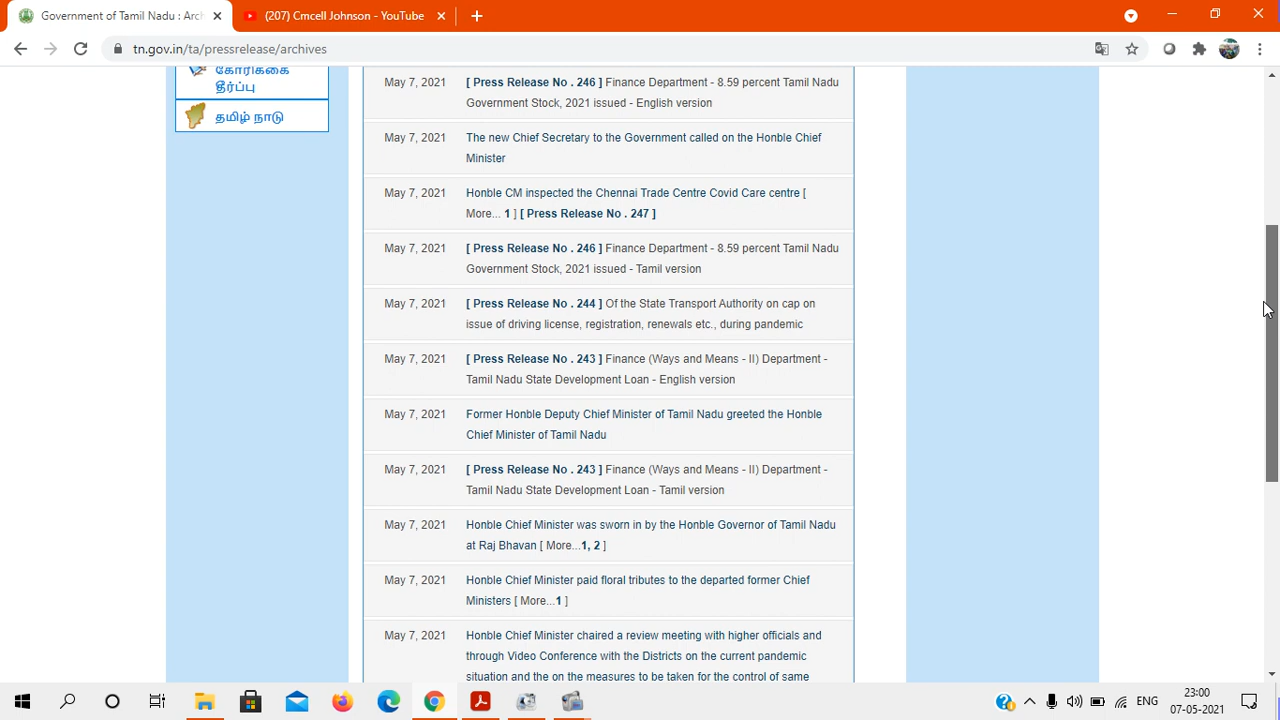 Government of Tamil Nadu : Arc
(207) Cmcell Johnson - YouTube
tn.gov.in/ta/pressrelease/archives
கோரிக்கை
தீர்ப்பு
தமிழ் நாடு
May 7, 2021
[ Press Release No . 246 ] Finance Department - 8.59 percent Tamil Nadu
Government Stock, 2021 issued - English version
May 7, 2021
The new Chief Secretary to the Government called on the Honble Chief
Minister
May 7, 2021
Honble CM inspected the Chennai Trade Centre Covid Care centre [
More... 1 ] [ Press Release No . 247 ]
May 7, 2021
[ Press Release No . 246 ] Finance Department - 8.59 percent Tamil Nadu
Government Stock, 2021 issued - Tamil version
May 7, 2021
[ Press Release No . 244 ] Of the State Transport Authority on cap on
issue of driving license, registration, renewals etc., during pandemic
May 7, 2021
[ Press Release No . 243 ] Finance (Ways and Means - II) Department -
Tamil Nadu State Development Loan - English version
May 7, 2021
Former Honble Deputy Chief Minister of Tamil Nadu greeted the Honble
Chief Minister of Tamil Nadu
May 7, 2021
[ Press Release No . 243 ] Finance (Ways and Means - II) Department -
Tamil Nadu State Development Loan - Tamil version
May 7, 2021
Honble Chief Minister was sworn in by the Honble Governor of Tamil Nadu
at Raj Bhavan [ More...1, 2 ]
May 7, 2021
Honble Chief Minister paid floral tributes to the departed former Chief
Ministers [ More...1 ]
May 7, 2021
Honble Chief Minister chaired a review meeting with higher officials and
through Video Conference with the Districts on the current pandemic
situation and the on the measures to be taken for the control of same
ENG
23:00
07-05-2021